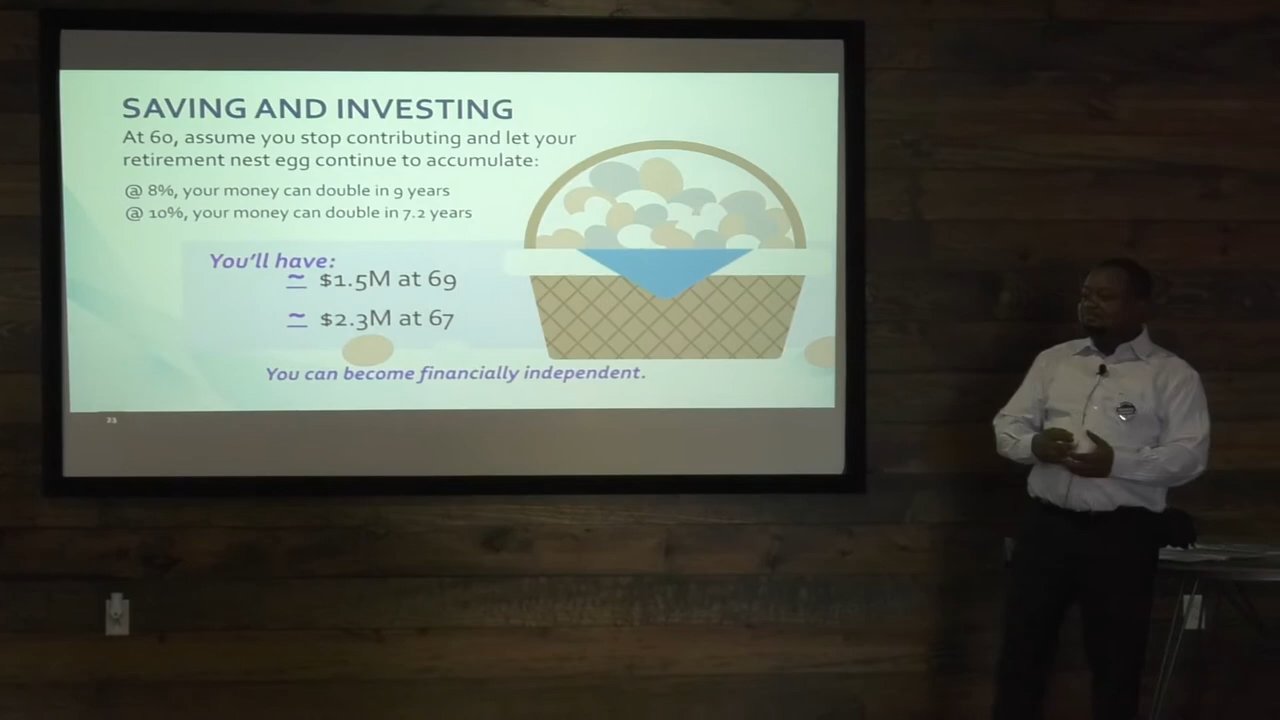 SAVING AND INVESTING
At 60, assume you stop contributing and let your
retirement nest egg continue to accumulate:
@ 8%, your money can double in 9 years
@ 10%, your money can double in 7.2 years
You'll have:
≃ $1.5M at 69
≃ $2.3M at 67
You can become financially independent.
23